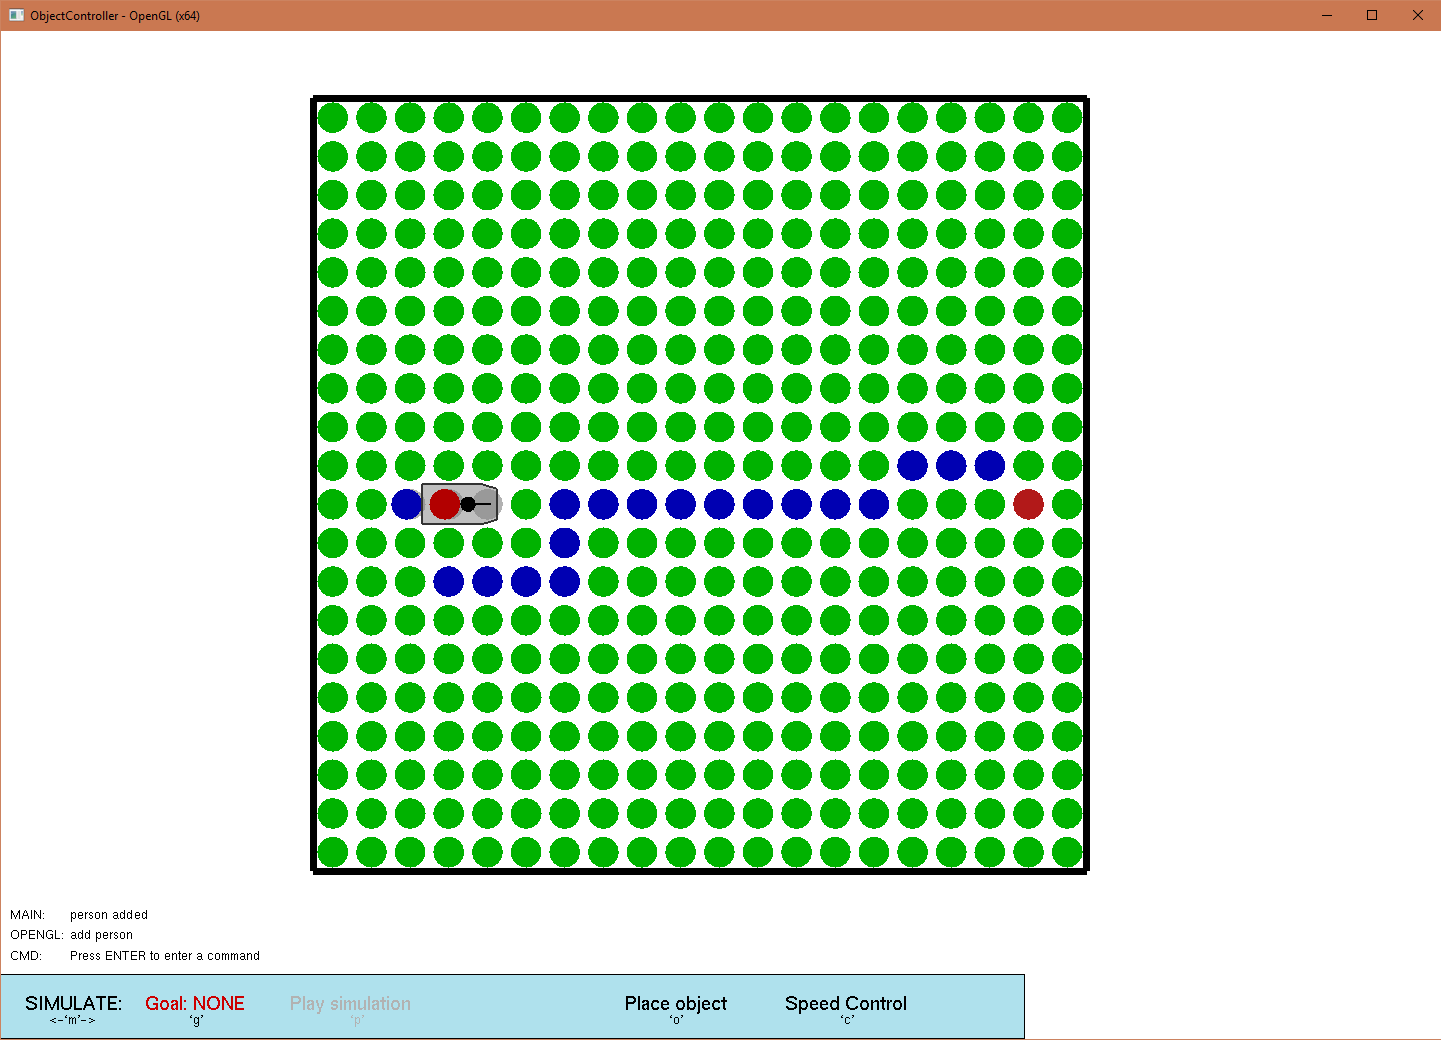 ObjectController - OpenGL (x64)
MAIN: person added
OPENGL: add person
CMD: Press ENTER to enter a command
SIMULATE: Goal: NONE Play simulation Place object Speed Control
<-'m'-> 'g' 'p' 'o' 'c'